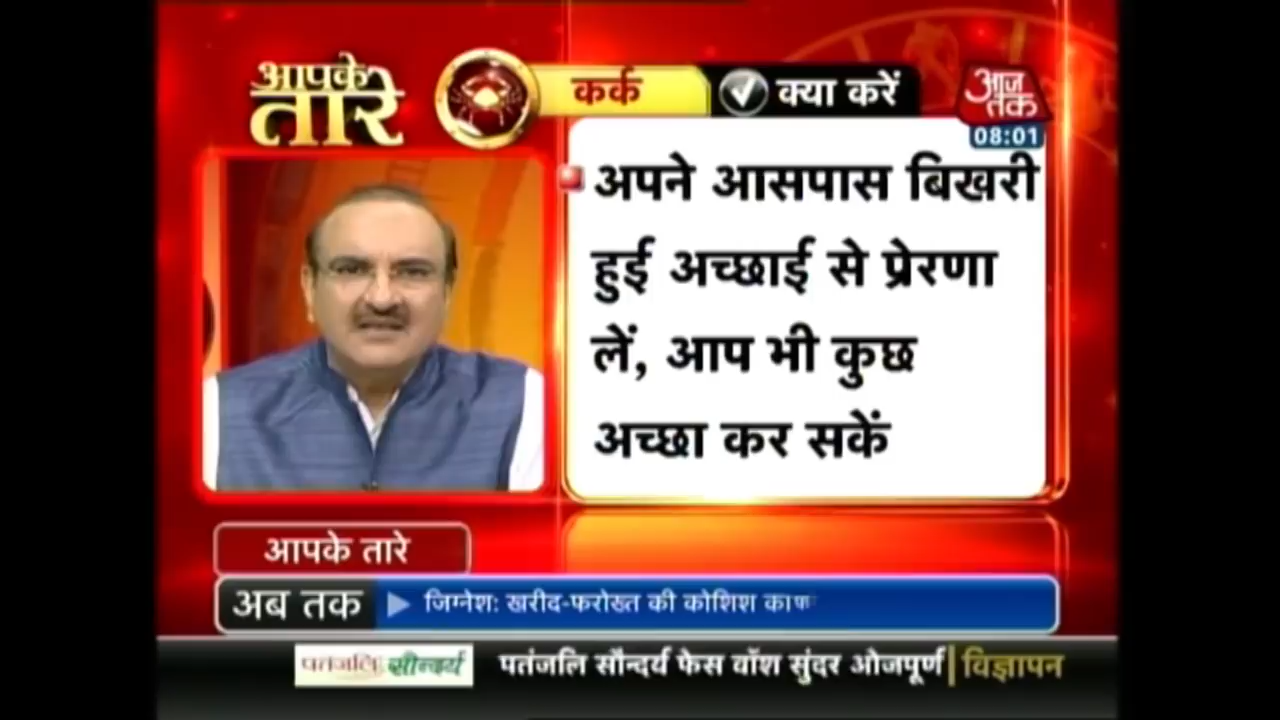 आपके
तारे
कर्क
क्या करें
आज
तक
08:01
अपने आसपास बिखरी
हुई अच्छाई से प्रेरणा
लें, आप भी कुछ
अच्छा कर सकें
आपके तारे
अब तक
जिग्नेश: खरीद-फरोख्त की कोशिश का
पतंजलि सौन्दर्य
पतंजलि सौन्दर्य फेस वॉश सुंदर ओजपूर्ण
विज्ञापन